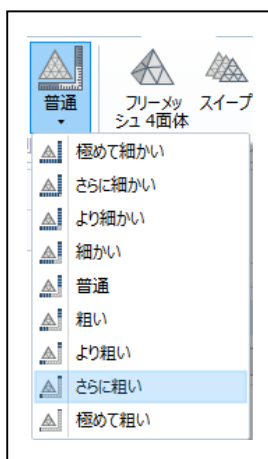 普通
フリーメッ
シュ 4面体
スイープ
極めて細かい
さらに細かい
より細かい
細かい
普通
粗い
より粗い
さらに粗い
極めて粗い